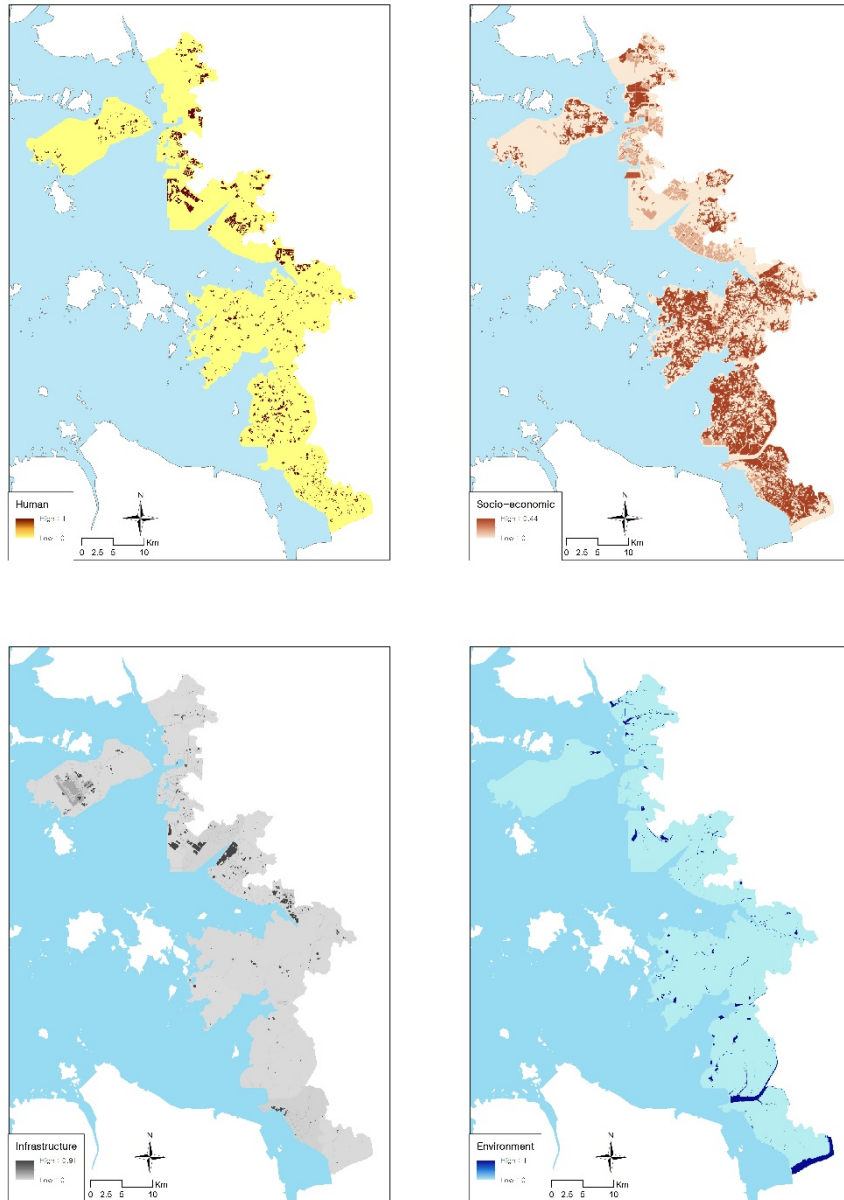 N
Human
High : 1
Low : 0
0 2.5 5 10
Km
N
Socio-economic
High : 0.44
Low : 0
0 2.5 5 10
Km
N
Infrastructure
High : 0.91
Low : 0
0 2.5 5 10
Km
N
Environment
High : 1
Low : 0
0 2.5 5 10
Km